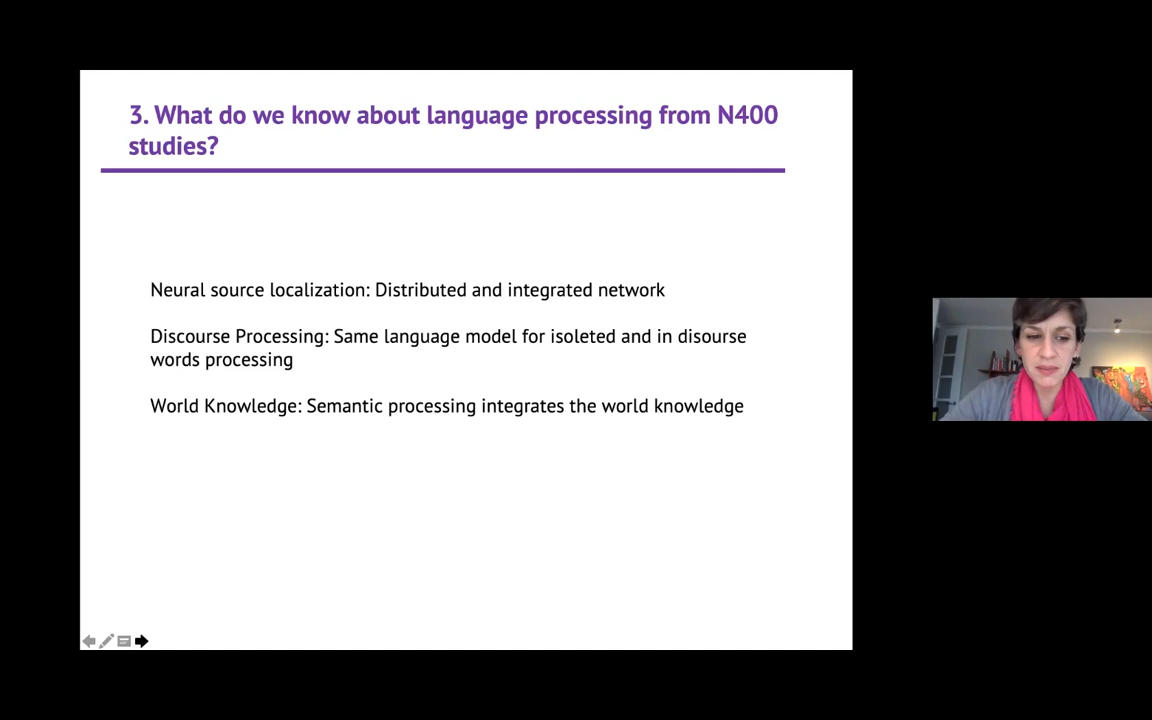 3. What do we know about language processing from N400
studies?
Neural source localization: Distributed and integrated network
Discourse Processing: Same language model for isoleted and in disourse
words processing
World Knowledge: Semantic processing integrates the world knowledge